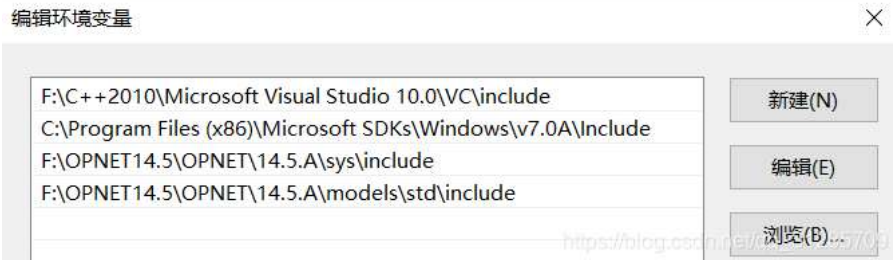 编辑环境变量
F:\C++2010\Microsoft Visual Studio 10.0\VC\include
新建(N)
C:\Program Files (x86)\Microsoft SDKs\Windows\v7.0A\Include
F:\OPNET14.5\OPNET\14.5.A\sys\include
编辑(E)
F:\OPNET14.5\OPNET\14.5.A\models\std\include
浏览(B)...